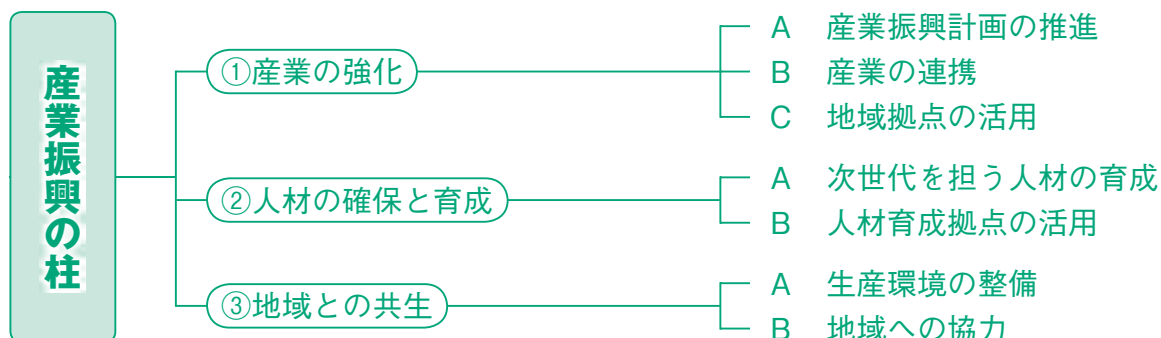 産業振興の柱
①産業の強化
A 産業振興計画の推進
B 産業の連携
C 地域拠点の活用
②人材の確保と育成
A 次世代を担う人材の育成
B 人材育成拠点の活用
③地域との共生
A 生産環境の整備
B 地域への協力